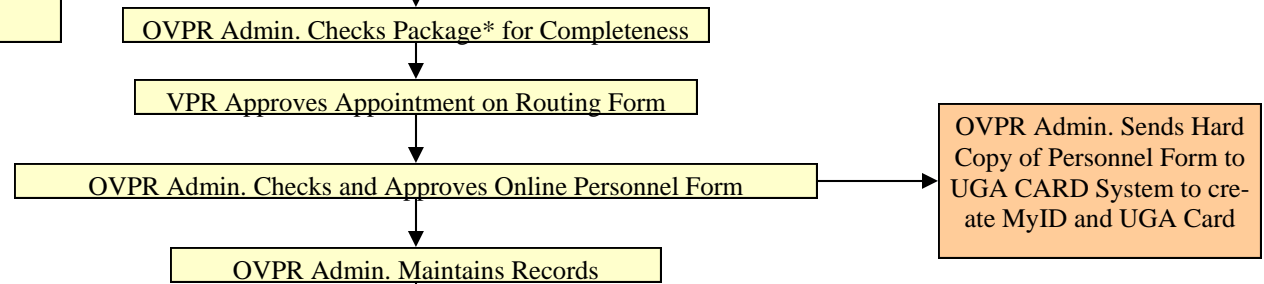 OVPR Admin. Checks Package* for Completeness
VPR Approves Appointment on Routing Form
OVPR Admin. Checks and Approves Online Personnel Form
OVPR Admin. Sends Hard
Copy of Personnel Form to
UGA CARD System to cre-
ate MyID and UGA Card
OVPR Admin. Maintains Records